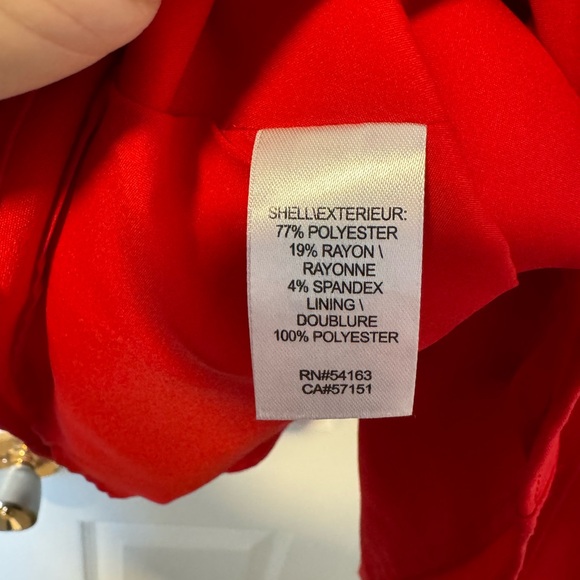 SHELL\EXTERIEUR:
77% POLYESTER
19% RAYON \
RAYONNE
4% SPANDEX
LINING \
DOUBLURE
100% POLYESTER
RN#54163
CA#57151